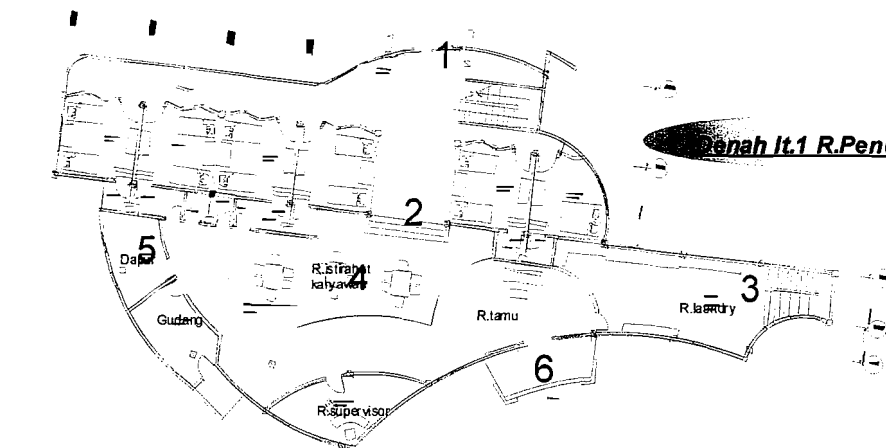 1
Denah lt.1 R.Pen
2
5
Dapur
R.istirahat
karyawan
4
3
R.laundry
R.tamu
Gudang
6
R.supervisor